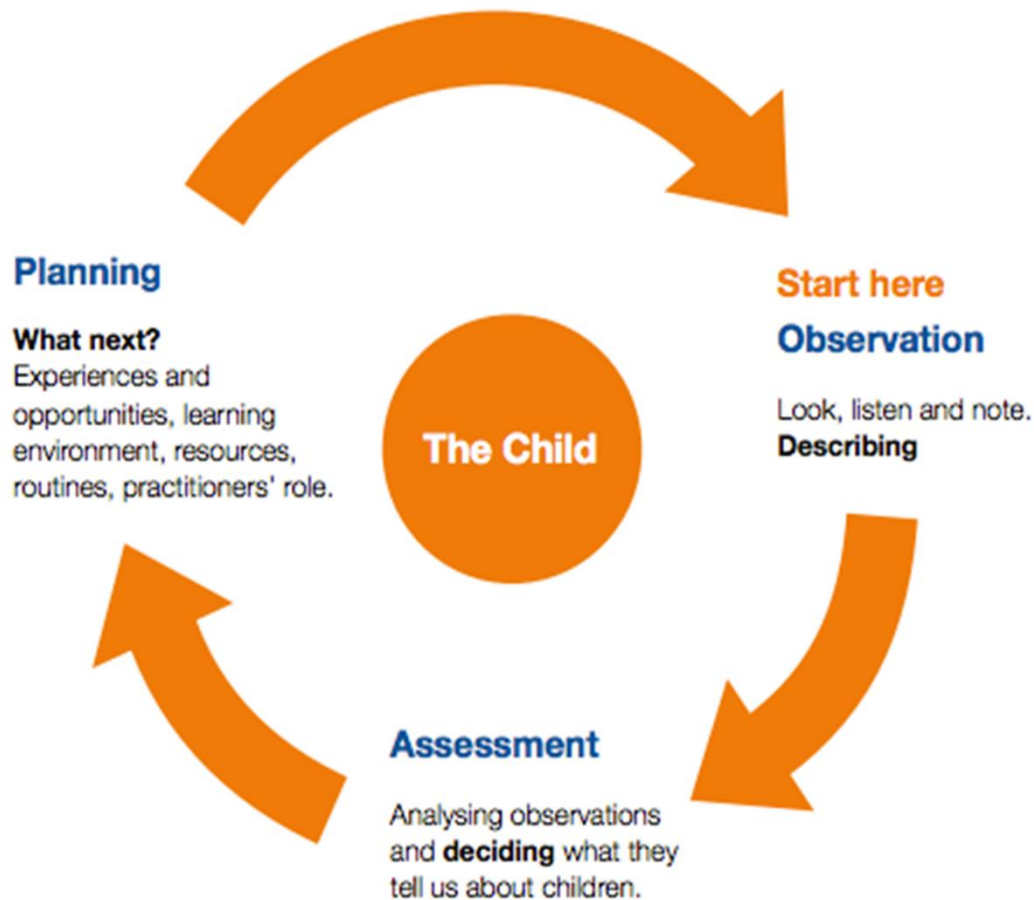 Planning
What next?
Experiences and
opportunities, learning
environment, resources,
routines, practitioners' role.
The Child
Start here
Observation
Look, listen and note.
Describing
Assessment
Analysing observations
and deciding what they
tell us about children.